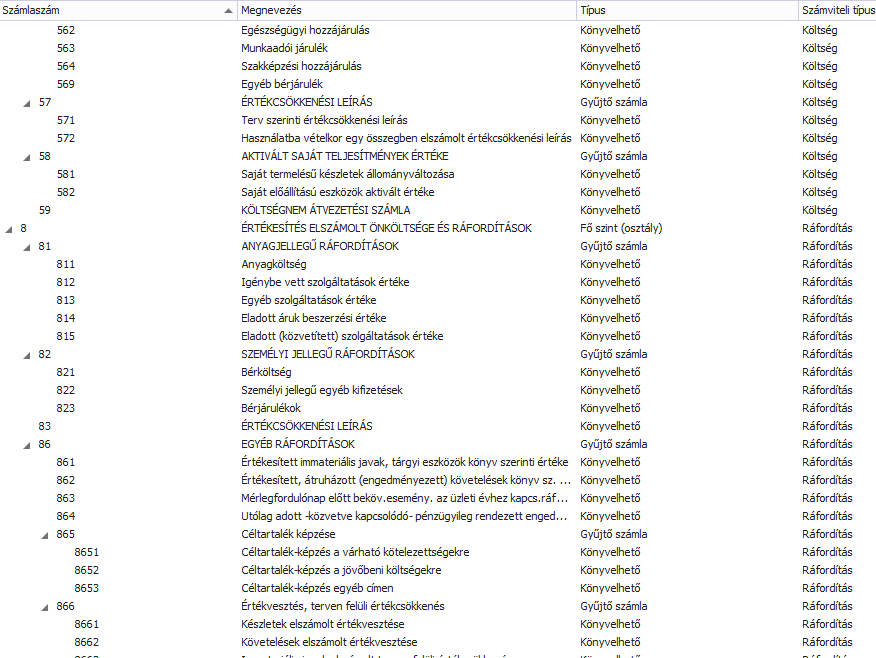 Számlaszám Megnevezés Típus Számviteli típus
562 Egészségügyi hozzájárulás Könyvelhető Költség
563 Munkaadói járulék Könyvelhető Költség
564 Szakképzési hozzájárulás Könyvelhető Költség
569 Egyéb bérjárulék Könyvelhető Költség
57 ÉRTÉKCSÖKKENÉSI LEÍRÁS Gyűjtő számla Költség
571 Terv szerinti értékcsökkenési leírás Könyvelhető Költség
572 Használatba vételkor egy összegben elszámolt értékcsökkenési leírás Könyvelhető Költség
58 AKTIVÁLT SAJÁT TELJESÍTMÉNYEK ÉRTÉKE Gyűjtő számla Költség
581 Saját termelésű készletek állományváltozása Könyvelhető Költség
582 Saját előállítású eszközök aktivált értéke Könyvelhető Költség
59 KÖLTSÉGNEM ÁTVEZETÉSI SZÁMLA Könyvelhető Költség
8 ÉRTÉKESÍTÉS ELSZÁMOLT ÖNKÖLTSÉGE ÉS RÁFORDÍTÁSOK Fő szint (osztály) Ráfordítás
81 ANYAGJELLEGŰ RÁFORDÍTÁSOK Gyűjtő számla Ráfordítás
811 Anyagköltség Könyvelhető Ráfordítás
812 Igénybe vett szolgáltatások értéke Könyvelhető Ráfordítás
813 Egyéb szolgáltatások értéke Könyvelhető Ráfordítás
814 Eladott áruk beszerzési értéke Könyvelhető Ráfordítás
815 Eladott (közvetített) szolgáltatások értéke Könyvelhető Ráfordítás
82 SZEMÉLYI JELLEGŰ RÁFORDÍTÁSOK Gyűjtő számla Ráfordítás
821 Bérköltség Könyvelhető Ráfordítás
822 Személyi jellegű egyéb kifizetések Könyvelhető Ráfordítás
823 Bérjárulékok Könyvelhető Ráfordítás
83 ÉRTÉKCSÖKKENÉSI LEÍRÁS Könyvelhető Ráfordítás
86 EGYÉB RÁFORDÍTÁSOK Gyűjtő számla Ráfordítás
861 Értékesített immateriális javak, tárgyi eszközök könyv szerinti értéke Könyvelhető Ráfordítás
862 Értékesített, átruházott (engedményezett) követelések könyv sz. ... Könyvelhető Ráfordítás
863 Mérlegfordulónap előtt beköv.esemény. az üzleti évhez kapcs.ráf... Könyvelhető Ráfordítás
864 Utólag adott -közvetve kapcsolódó- pénzügyileg rendezett enged... Könyvelhető Ráfordítás
865 Céltartalék képzése Gyűjtő számla Ráfordítás
8651 Céltartalék-képzés a várható kötelezettségekre Könyvelhető Ráfordítás
8652 Céltartalék-képzés a jövőbeni költségekre Könyvelhető Ráfordítás
8653 Céltartalék-képzés egyéb címen Könyvelhető Ráfordítás
866 Értékvesztés, terven felüli értékcsökkenés Gyűjtő számla Ráfordítás
8661 Készletek elszámolt értékvesztése Könyvelhető Ráfordítás
8662 Követelések elszámolt értékvesztése Könyvelhető Ráfordítás